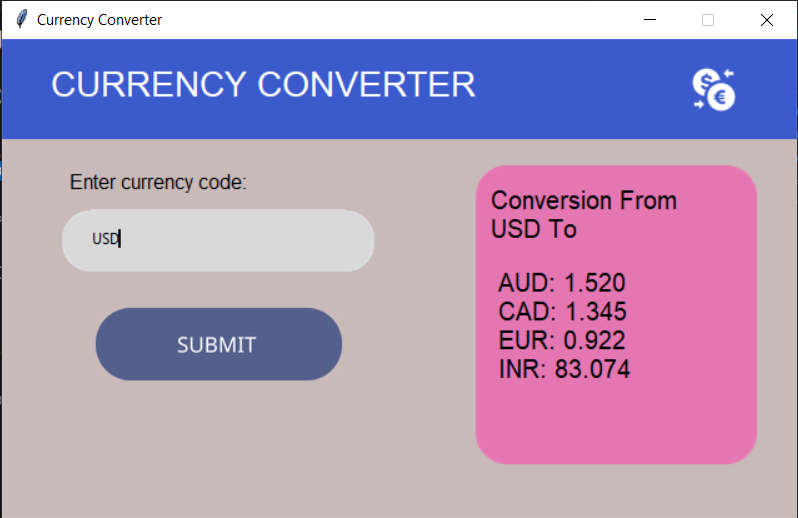 Currency Converter
CURRENCY CONVERTER
Enter currency code:
USD
SUBMIT
Conversion From
USD To
AUD: 1.520
CAD: 1.345
EUR: 0.922
INR: 83.074